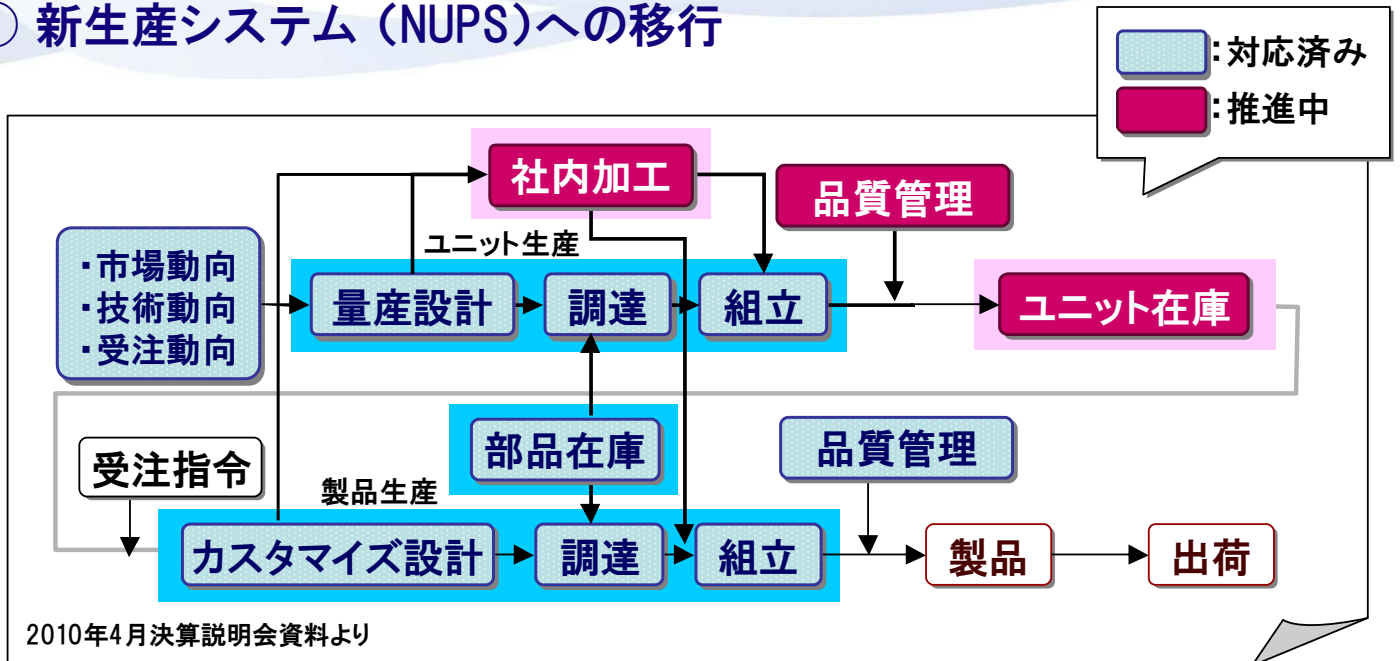 新生産システム（NUPS）への移行
：対応済み
：推進中
社内加工
品質管理
ユニット生産
・市場動向
・技術動向
・受注動向
量産設計
調達
組立
ユニット在庫
部品在庫
品質管理
受注指令
製品生産
カスタマイズ設計
調達
組立
製品
出荷
2010年4月決算説明会資料より